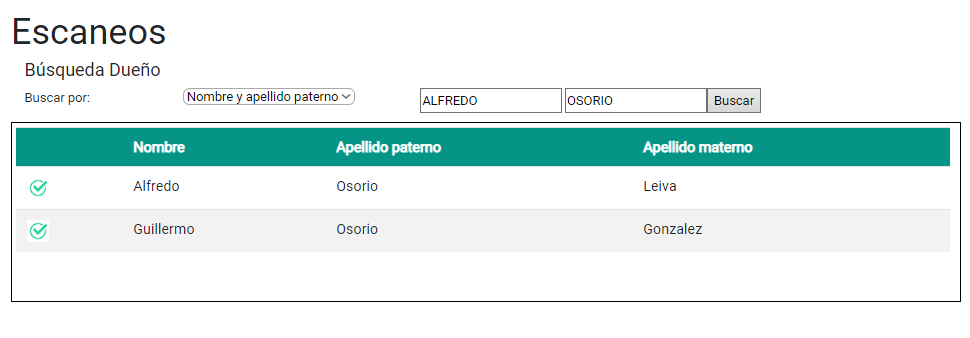 Escaneos
Búsqueda Dueño
Buscar por: Nombre y apellido paterno ALFREDO OSORIO Buscar
Nombre Apellido paterno Apellido materno
Alfredo Osorio Leiva
Guillermo Osorio Gonzalez